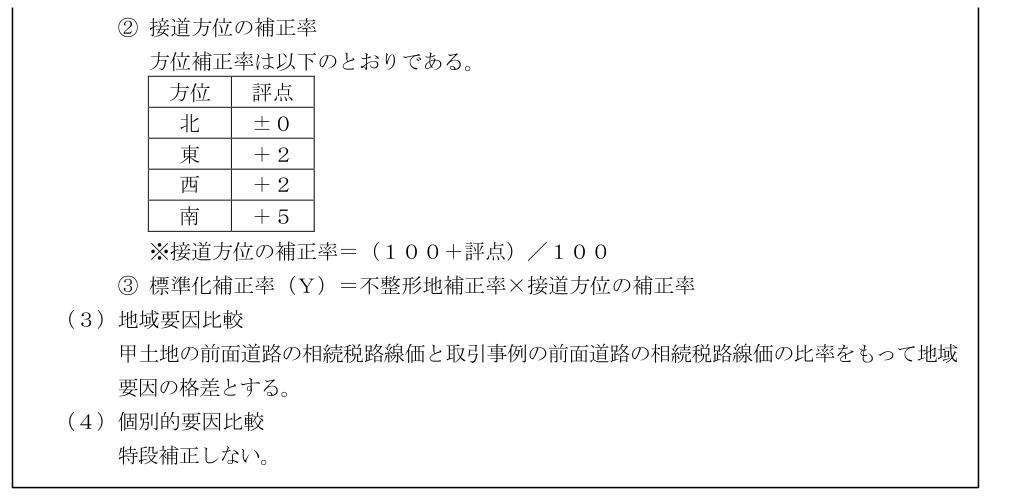 ② 接道方位の補正率
方位補正率は以下のとおりである。
方位 評点
北 ±０
東 ＋２
西 ＋２
南 ＋５
※接道方位の補正率＝（１００＋評点）／１００
③ 標準化補正率（Ｙ）＝不整形地補正率×接道方位の補正率
（３）地域要因比較
甲土地の前面道路の相続税路線価と取引事例の前面道路の相続税路線価の比率をもって地域
要因の格差とする。
（４）個別的要因比較
特段補正しない。